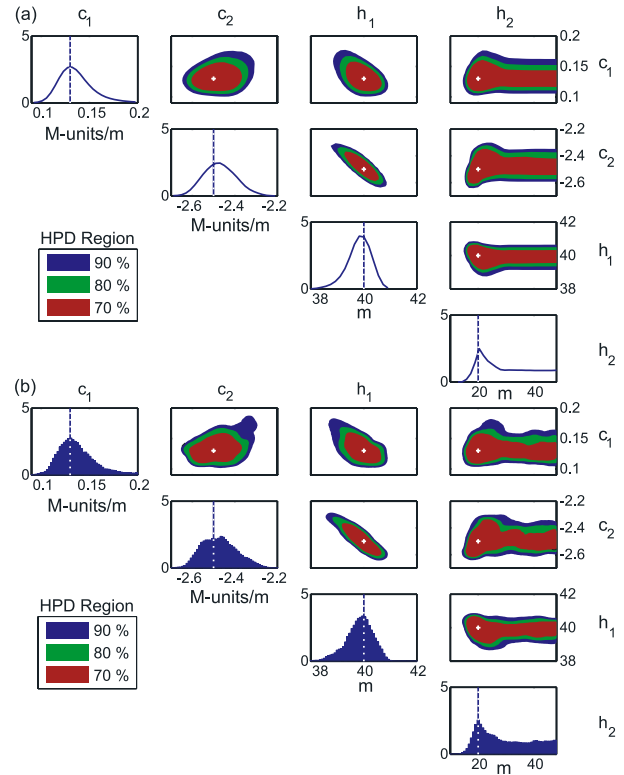 (a) c₁ c₂ h₁ h₂
5 0.2
0.15 c₁
0 0.1
0.1 0.15 0.2
M-units/m
5 -2.2
-2.4 c₂
-2.6
0
-2.6 -2.4 -2.2
M-units/m
HPD Region
90 %
80 %
70 %
5 42
40 h₁
0 38
38 40 42
m
5
h₂
0
20 m 40
(b) c₁ c₂ h₁ h₂
5 0.2
0.15 c₁
0 0.1
0.1 0.15 0.2
M-units/m
5 -2.2
-2.4 c₂
-2.6
0
-2.6 -2.4 -2.2
M-units/m
HPD Region
90 %
80 %
70 %
5 42
40 h₁
0 38
38 40 42
m
5
h₂
0
20 m 40